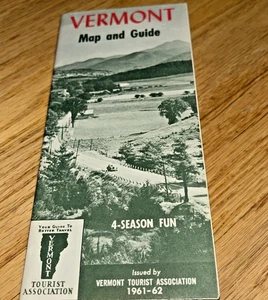 VERMONT
Map and Guide
4-SEASON FUN
YOUR GUIDE TO
BETTER TRAVEL
VERMONT
TOURIST
ASSOCIATION
Issued by
VERMONT TOURIST ASSOCIATION
1961-62